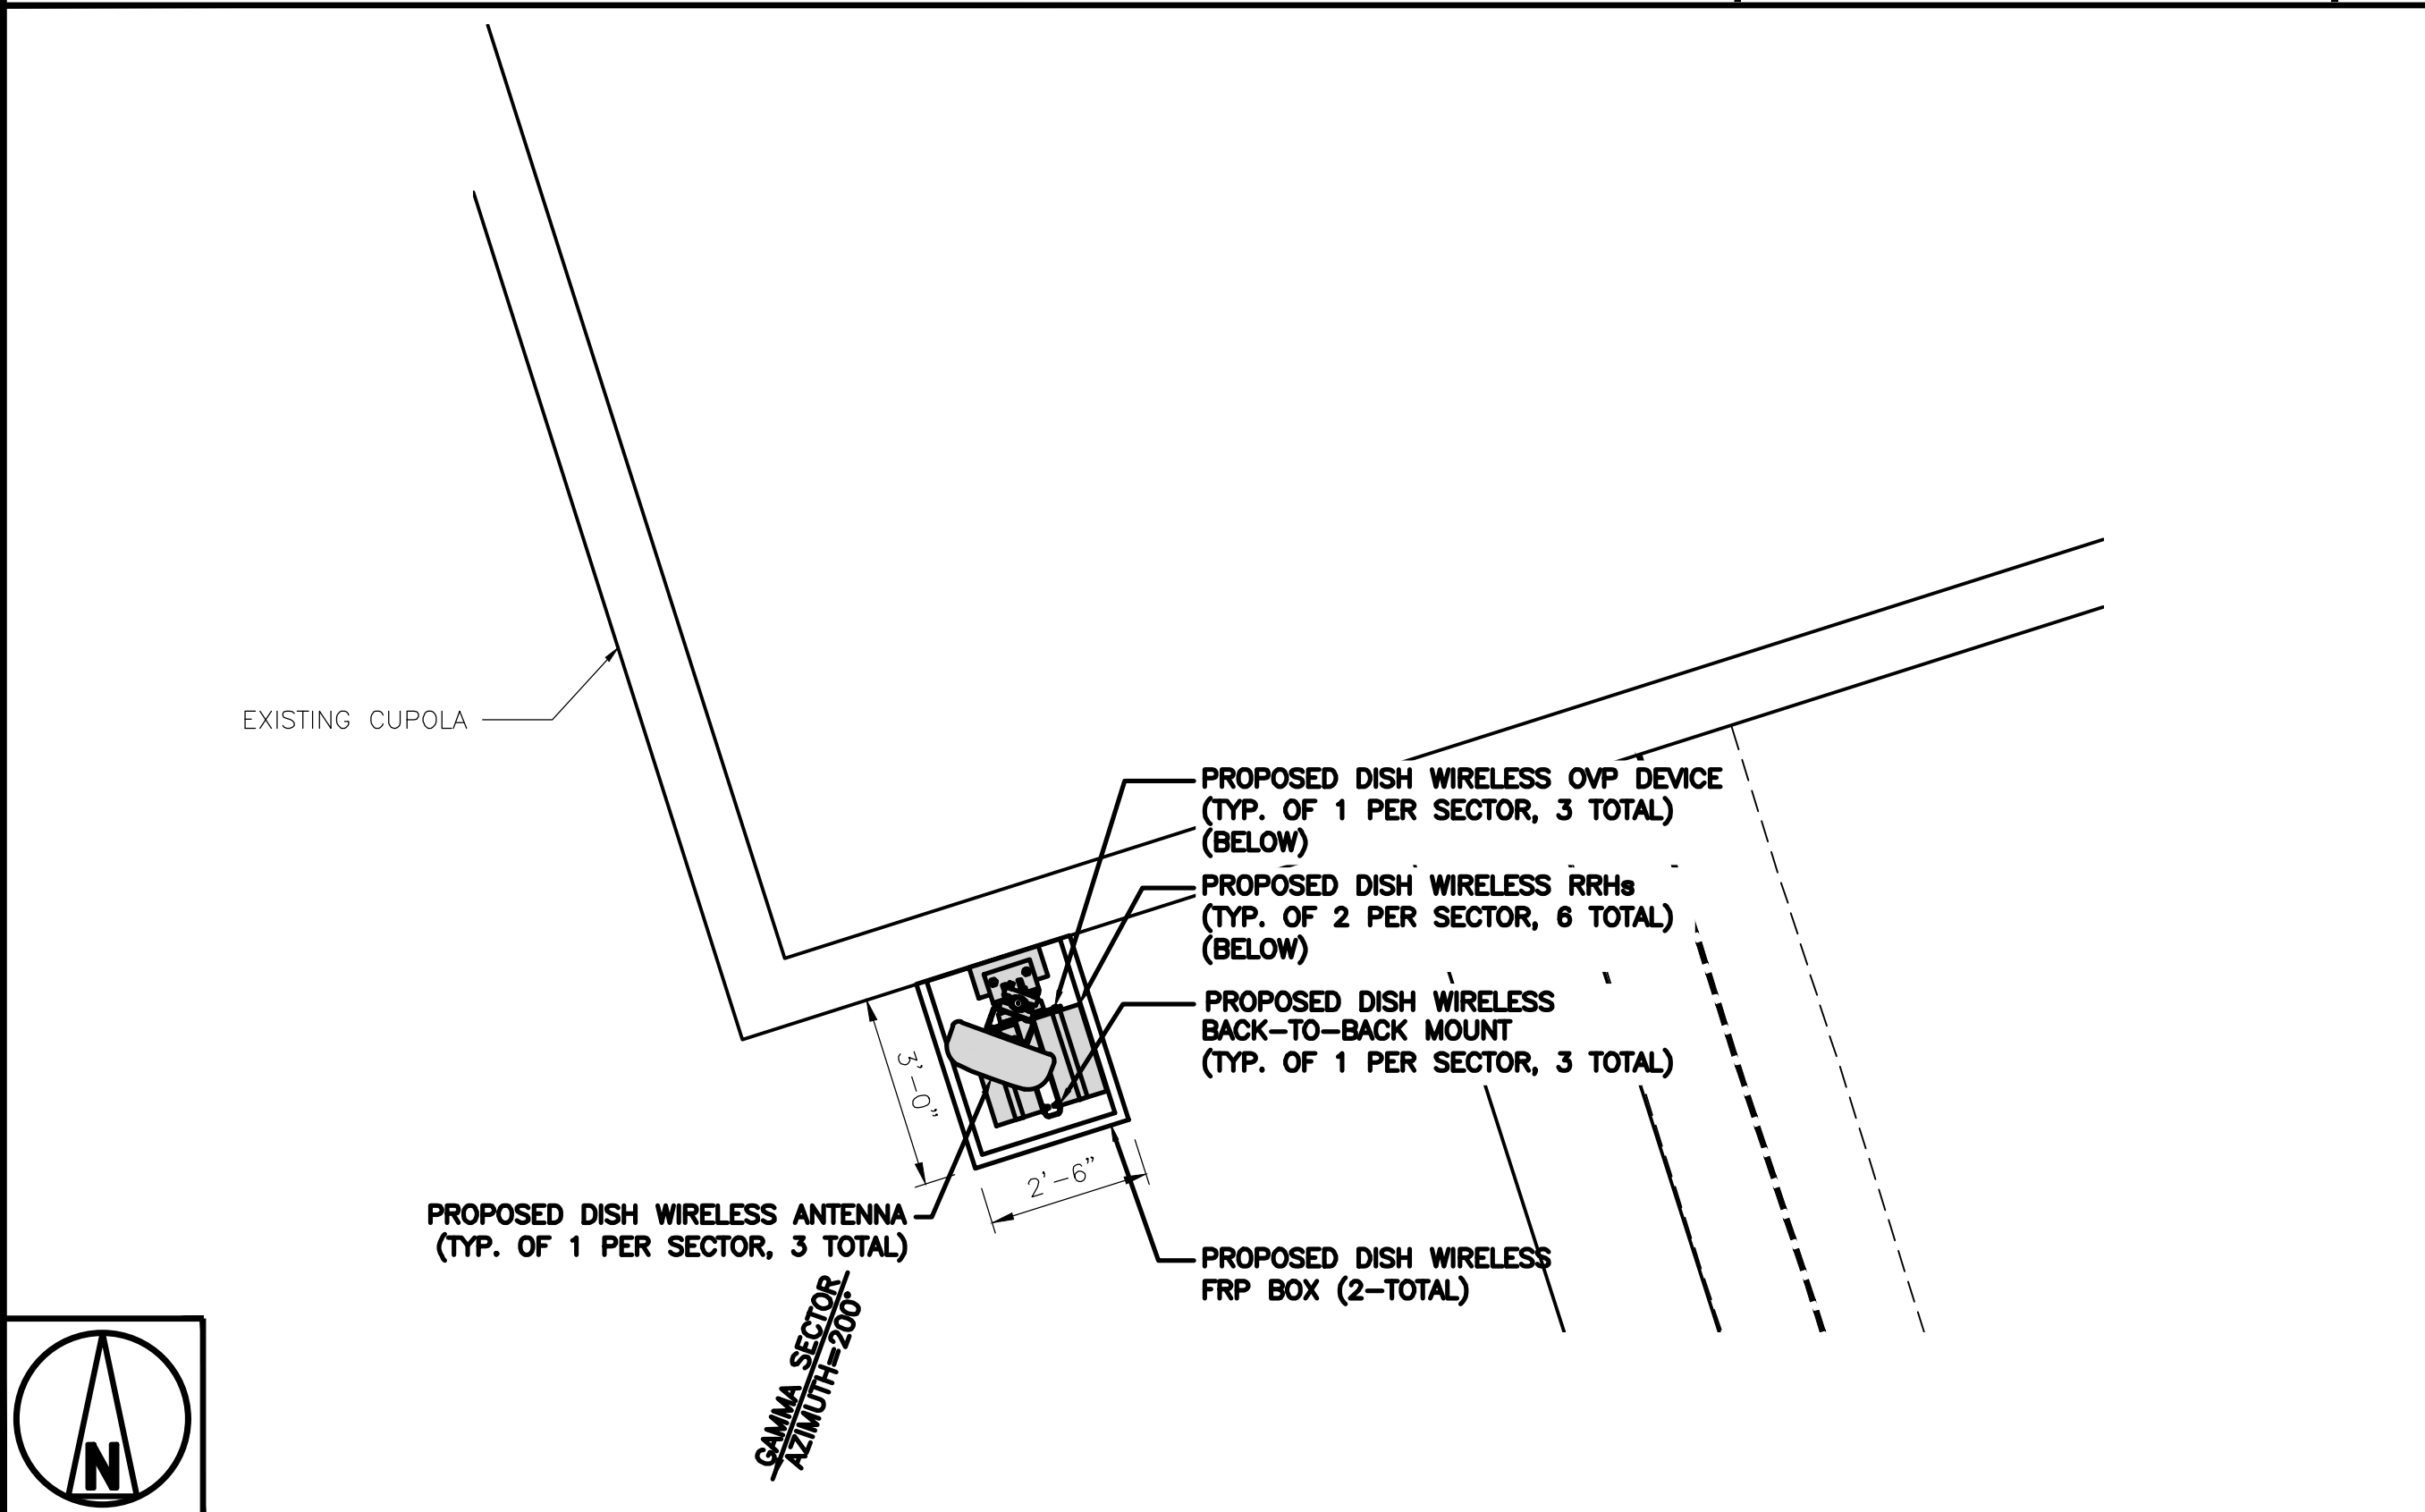 EXISTING CUPOLA
PROPOSED DISH WIRELESS OVP DEVICE
(TYP. OF 1 PER SECTOR, 3 TOTAL)
(BELOW)
PROPOSED DISH WIRELESS RRHs
(TYP. OF 2 PER SECTOR, 6 TOTAL)
(BELOW)
PROPOSED DISH WIRELESS
BACK-TO-BACK MOUNT
(TYP. OF 1 PER SECTOR, 3 TOTAL)
3'-0"
2'-6"
PROPOSED DISH WIRELESS ANTENNA
(TYP. OF 1 PER SECTOR, 3 TOTAL)
PROPOSED DISH WIRELESS
FRP BOX (2-TOTAL)
GAMMA SECTOR
AZIMUTH=200°
N